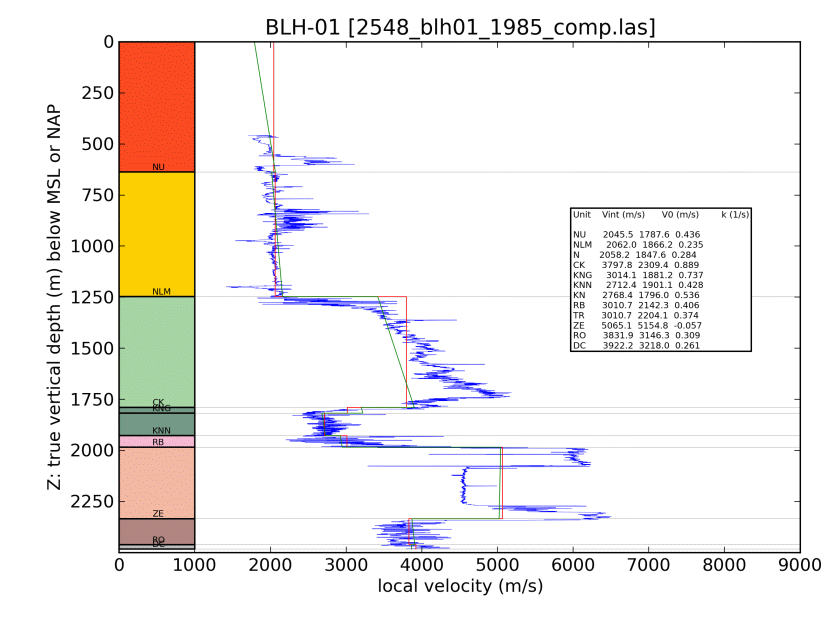 BLH-01 [2548_blh01_1985_comp.las]
Z: true vertical depth (m) below MSL or NAP
0
250
500
750
1000
1250
1500
1750
2000
2250
NU
NLM
CK
KNG
KNN
RB
ZE
RO
DC
Unit Vint (m/s) V0 (m/s) k (1/s)
NU 2045.5 1787.6 0.436
NLM 2062.0 1866.2 0.235
N 2058.2 1847.6 0.284
CK 3797.8 2309.4 0.889
KNG 3014.1 1881.2 0.737
KNN 2712.4 1901.1 0.428
KN 2768.4 1796.0 0.536
RB 3010.7 2142.3 0.406
TR 3010.7 2204.1 0.374
ZE 5065.1 5154.8 -0.057
RO 3831.9 3146.3 0.309
DC 3922.2 3218.0 0.261
0 1000 2000 3000 4000 5000 6000 7000 8000 9000
local velocity (m/s)